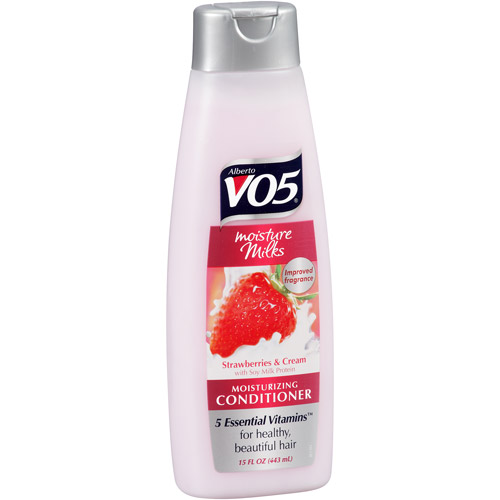 Alberto
VO5®
moisture
Milks
Improved
fragrance
Strawberries & Cream
with Soy Milk Protein
MOISTURIZING
CONDITIONER
5 Essential Vitamins™
for healthy,
beautiful hair
15 FL OZ (443 mL)